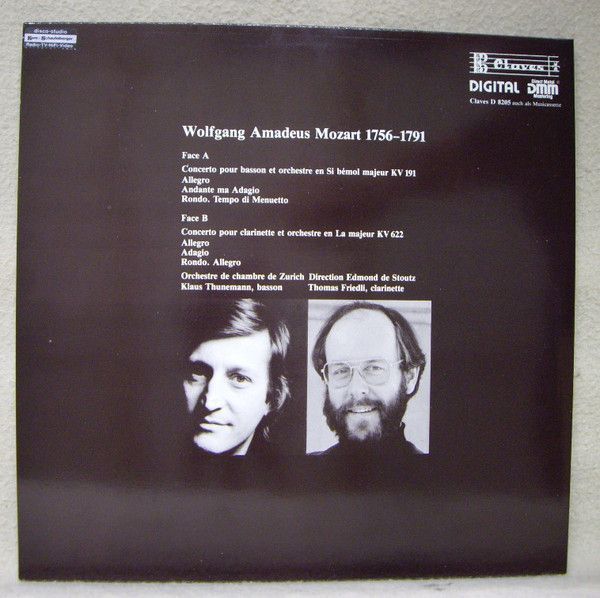 disco-studio
Radio-TV-HiFi-Video
Claves
DIGITAL
Direct Metal
DMM
Mastering
Claves D 8205 auch als Musicassette
Wolfgang Amadeus Mozart 1756–1791
Face A
Concerto pour basson et orchestre en Si bémol majeur KV 191
Allegro
Andante ma Adagio
Rondo. Tempo di Menuetto
Face B
Concerto pour clarinette et orchestre en La majeur KV 622
Allegro
Adagio
Rondo. Allegro
Orchestre de chambre de Zurich Direction Edmond de Stoutz
Klaus Thunemann, basson Thomas Friedli, clarinette